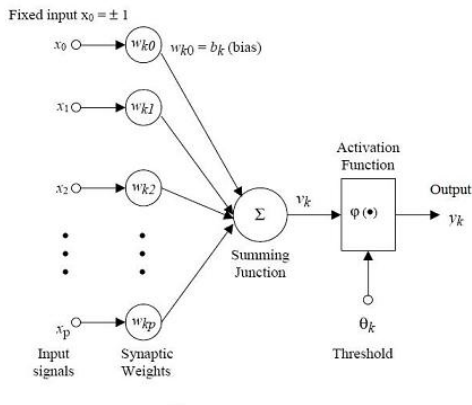 Fixed input x0 = ± 1
x0
wk0
wk0 = bk (bias)
x1
wk1
Activation
Function
x2
wk2
Σ
vk
φ (•)
Output
yk
Summing
Junction
xp
wkp
θk
Input
signals
Synaptic
Weights
Threshold